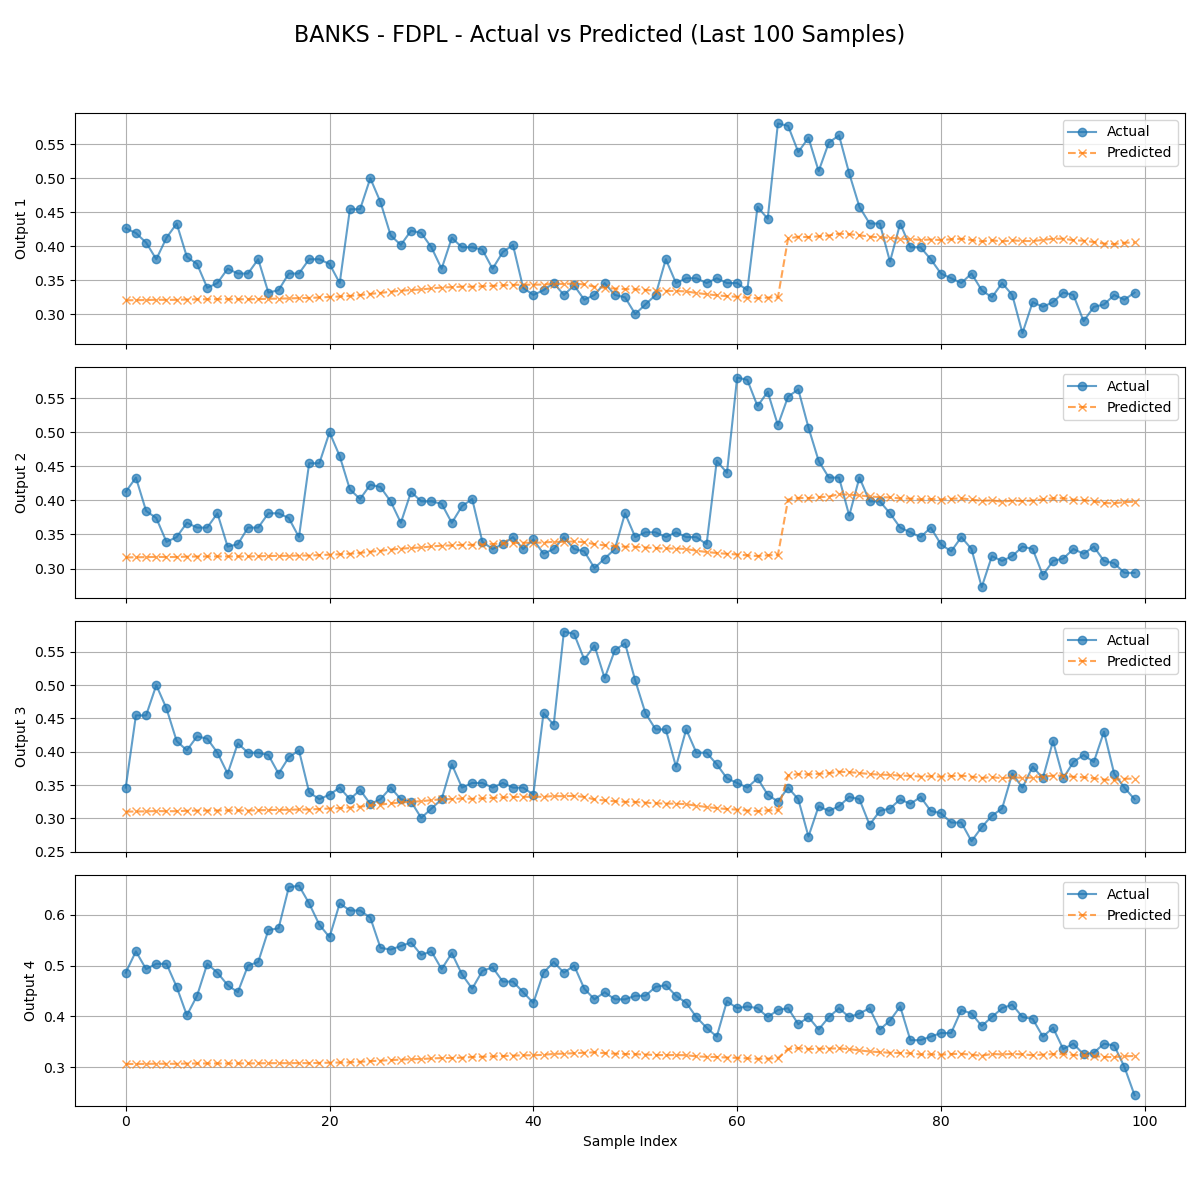 BANKS - FDPL - Actual vs Predicted (Last 100 Samples)
Output 1
0.55
0.50
0.45
0.40
0.35
0.30
Actual
Predicted
Output 2
0.55
0.50
0.45
0.40
0.35
0.30
Actual
Predicted
Output 3
0.55
0.50
0.45
0.40
0.35
0.30
0.25
Actual
Predicted
Output 4
0.6
0.5
0.4
0.3
Actual
Predicted
0 20 40 60 80 100
Sample Index